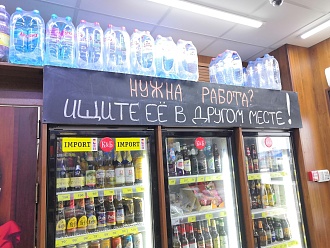 НУЖНА РАБОТА?
ИЩИТЕ ЕЁ В ДРУГОМ МЕСТЕ!
IMPORT
К&Б
IMPORT
К&Б